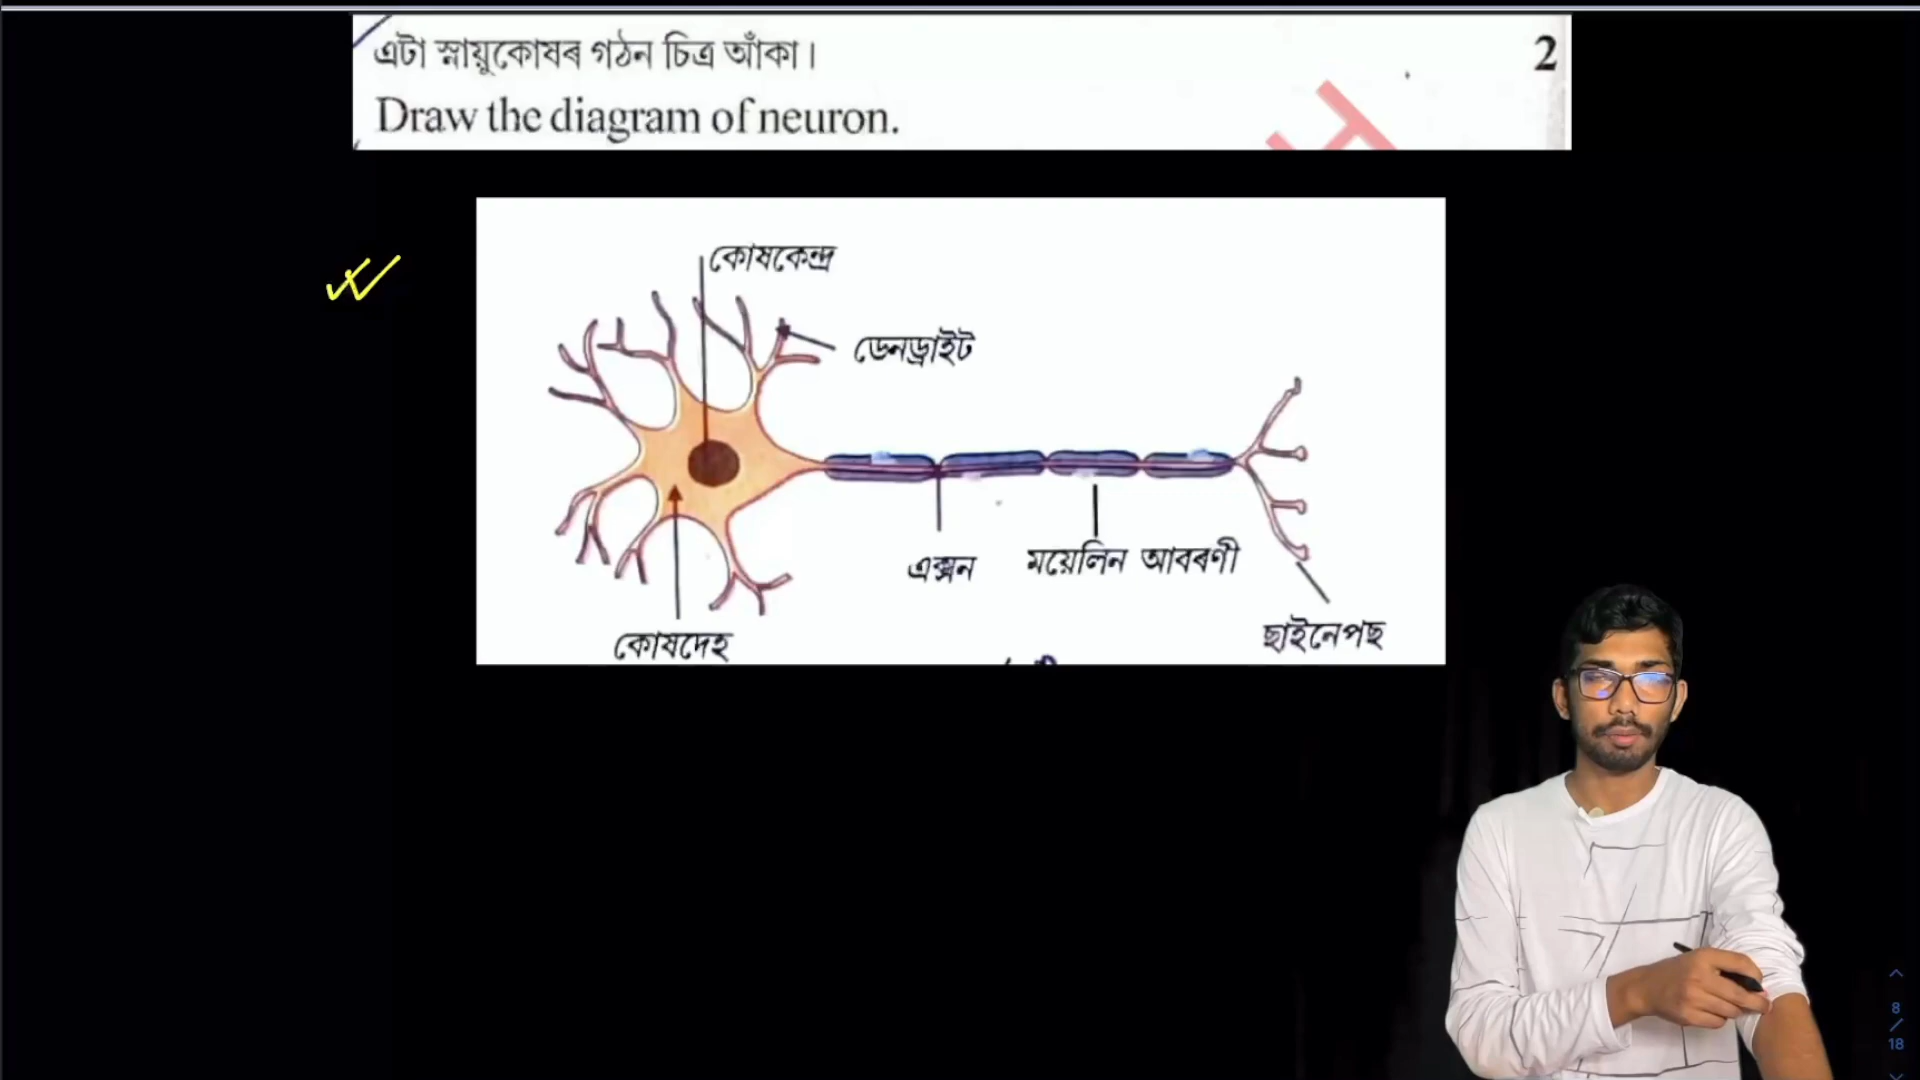 এটা স্নায়ুকোষৰ গঠন চিত্ৰ আঁকা।
2
Draw the diagram of neuron.
কোষকেন্দ্ৰ
ডেনড্ৰাইট
এক্সন
ময়েলিন আবৰণী
কোষদেহ
ছাইনেপছ
8
/
18